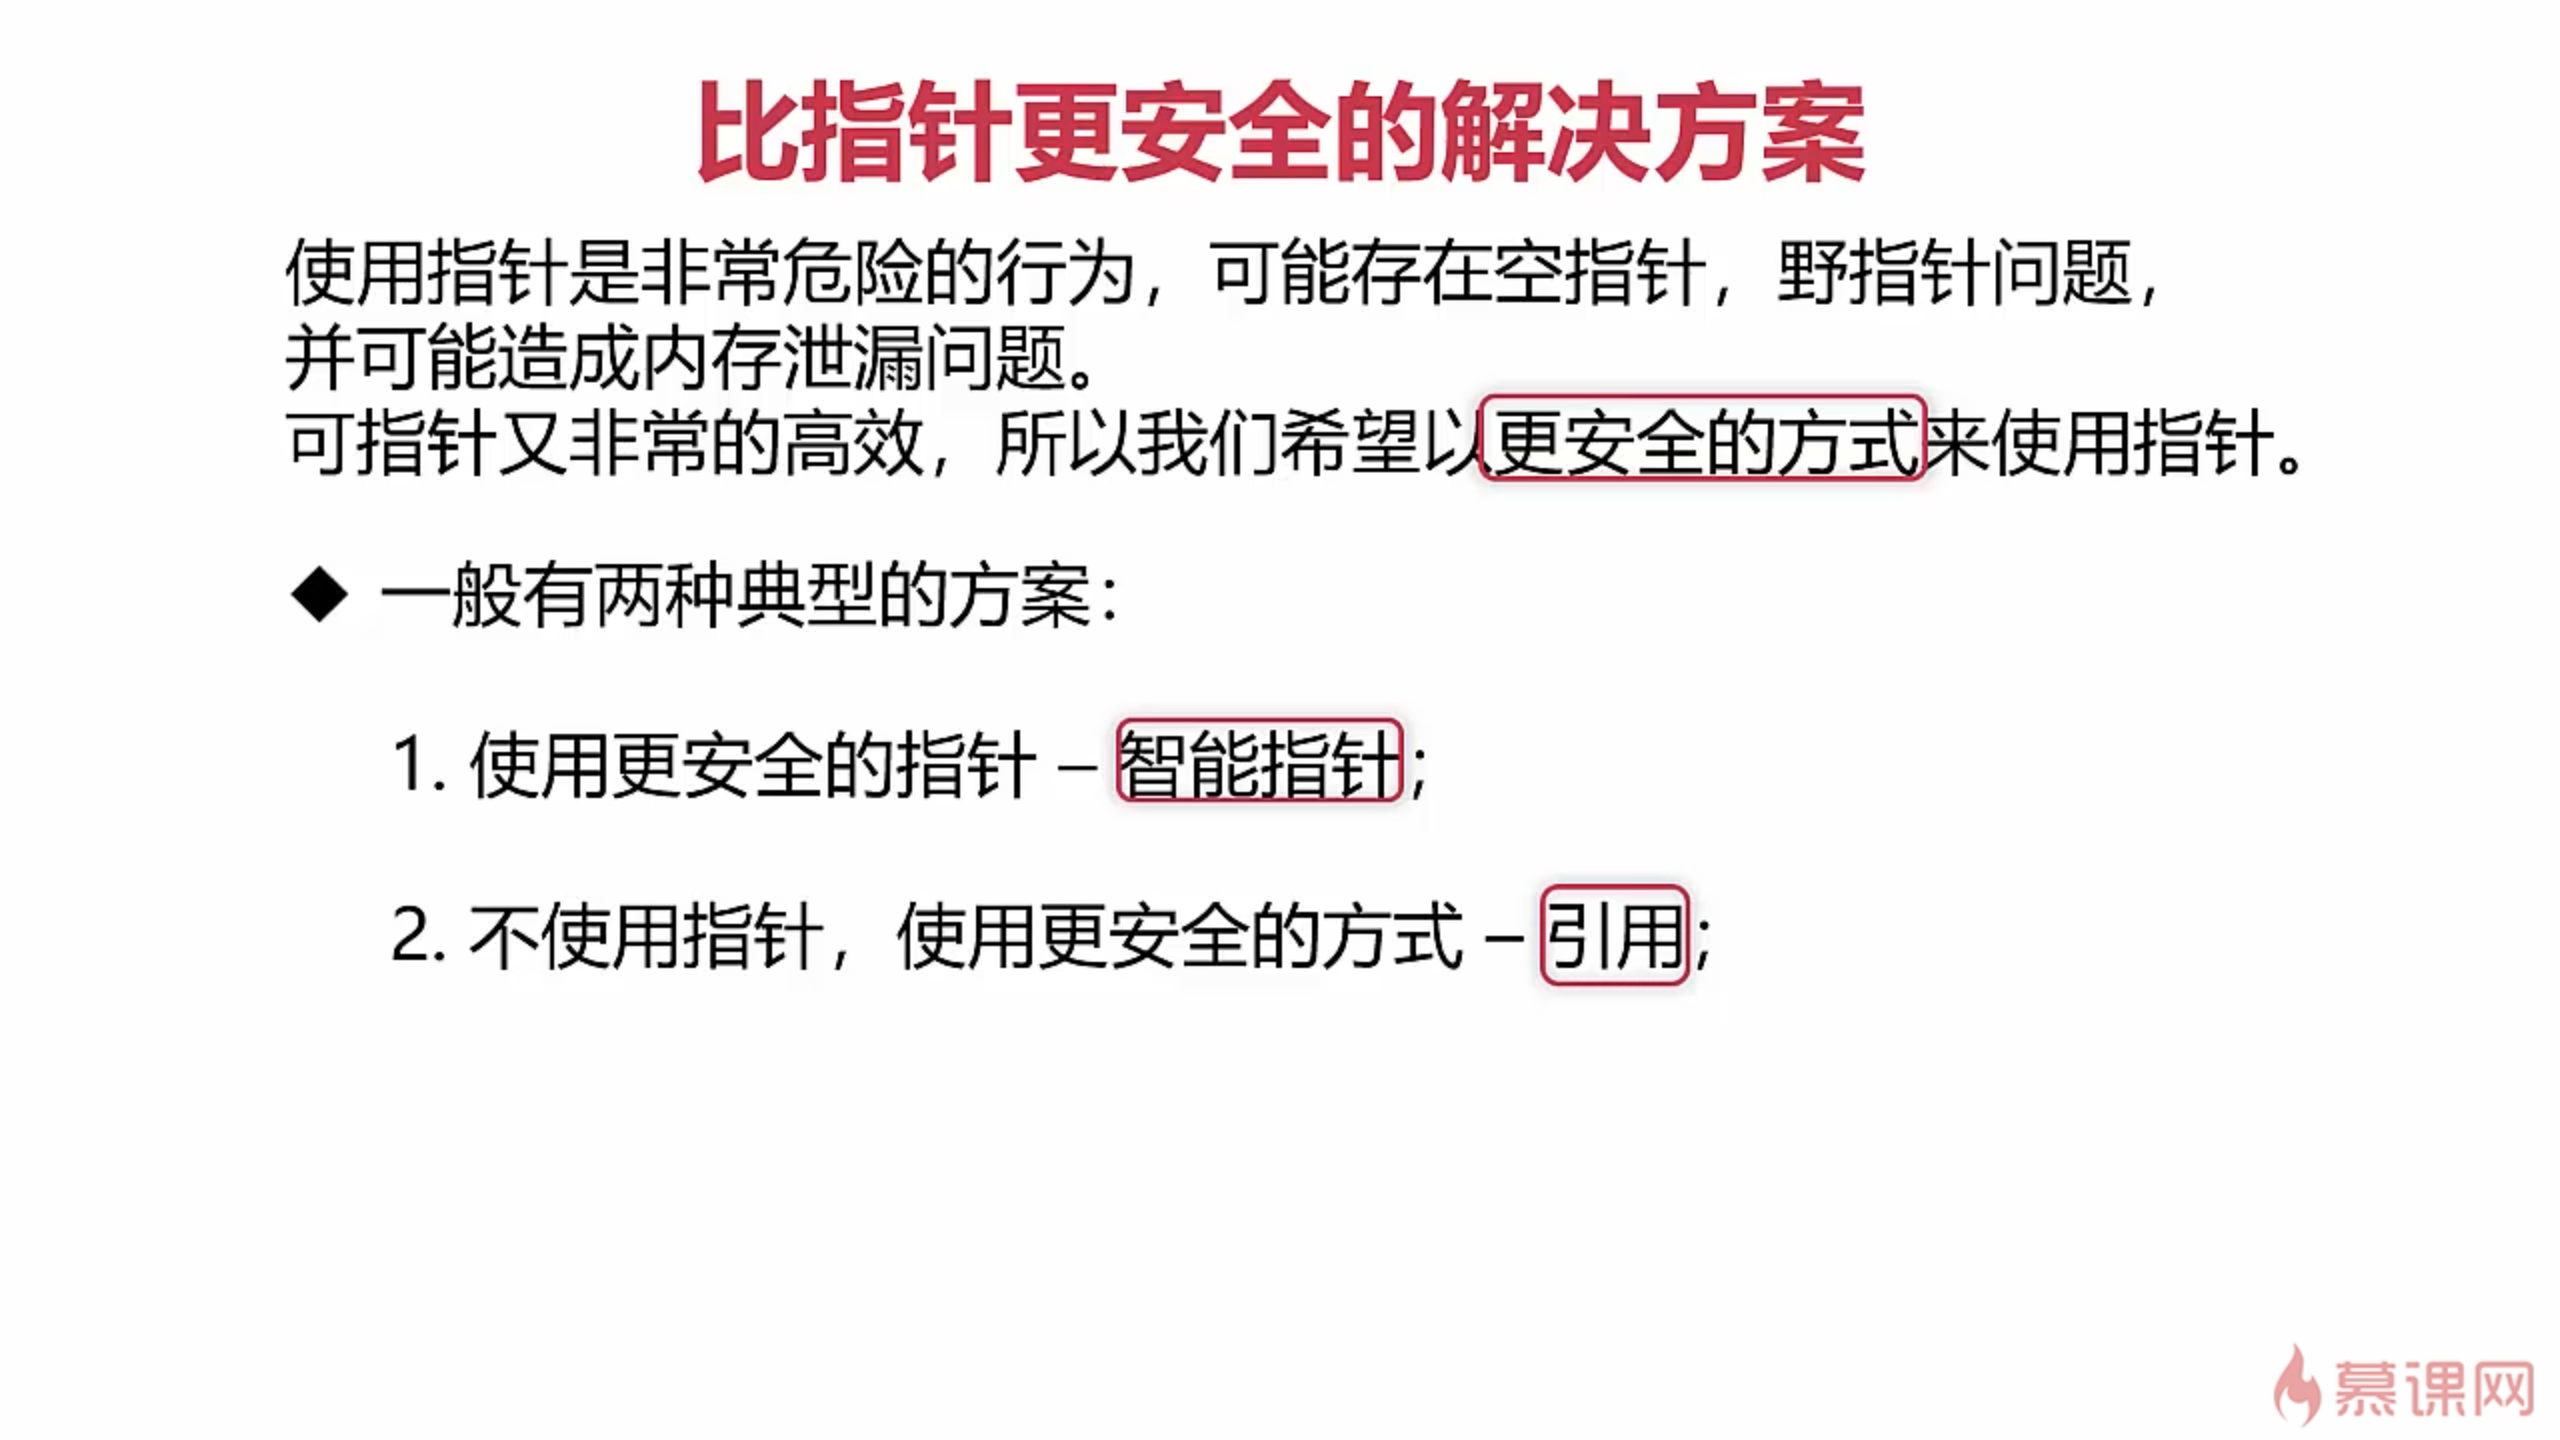 比指针更安全的解决方案
使用指针是非常危险的行为，可能存在空指针，野指针问题，
并可能造成内存泄漏问题。
可指针又非常的高效，所以我们希望以更安全的方式来使用指针。
◆ 一般有两种典型的方案：
1. 使用更安全的指针 – 智能指针；
2. 不使用指针，使用更安全的方式 – 引用；
慕课网